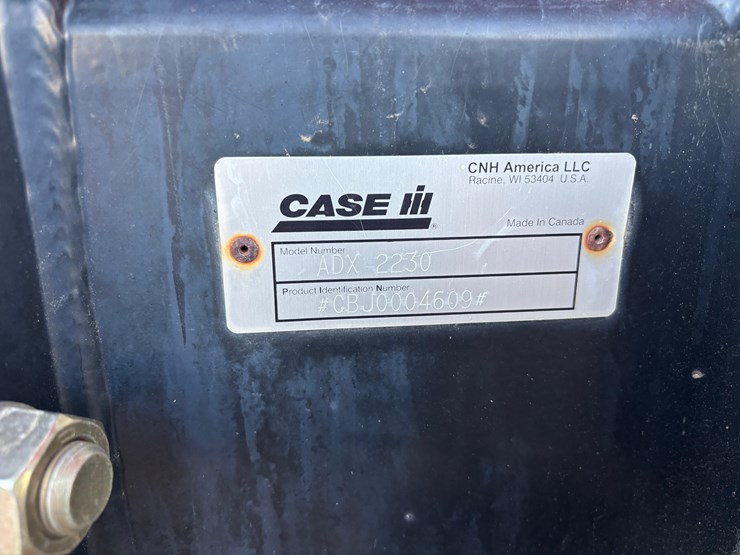 CNH America LLC
Racine, WI 53404 U.S.A.
CASE IH
®
Made In Canada
Model Number
ADX 2230
Product Identification Number
#CBJ0004609#